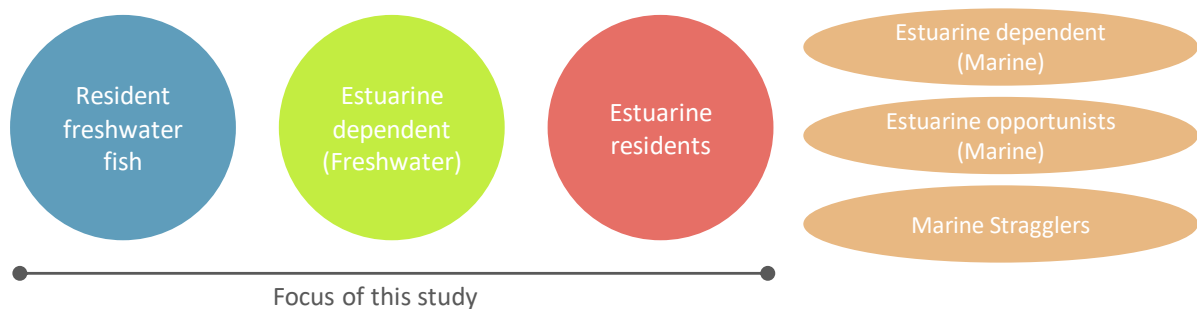 Resident
freshwater
fish
Estuarine
dependent
(Freshwater)
Estuarine
residents
Estuarine dependent
(Marine)
Estuarine opportunists
(Marine)
Marine Stragglers
Focus of this study